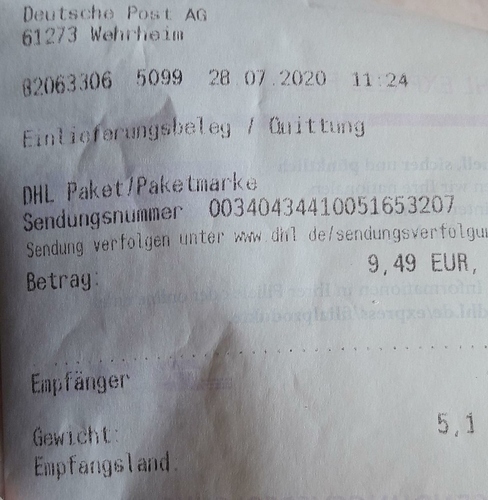 Deutsche Post AG
61273 Wehrheim
82063306 5099 28 07.2020 11:24
Einlieferungsbeleg / Quittung
DHL Paket/Paketmarke
Sendungsnummer 00340434410051653207
Sendung verfolgen unter www dhl de/sendungsverfolgu
Betrag: 9,49 EUR,
Empfänger
Gewicht: 5,1
Empfangsland.